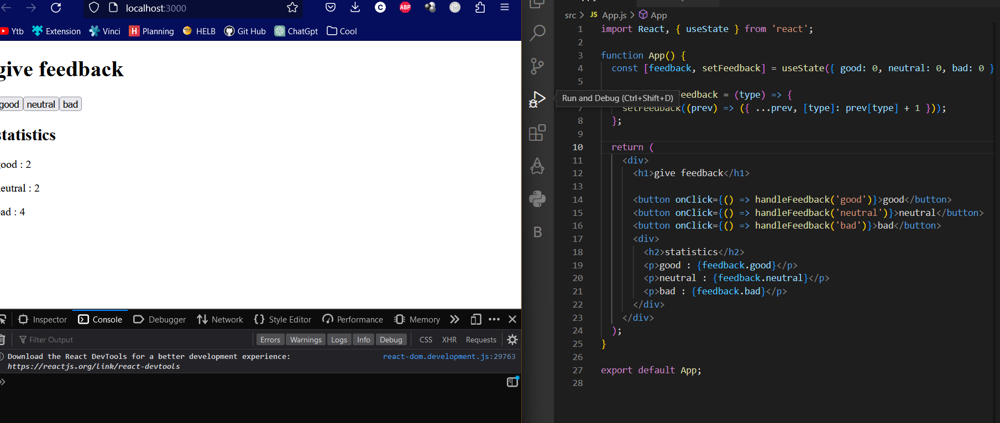 localhost:3000
Ytb
Extension
Vinci
H Planning
HELB
Git Hub
ChatGpt
Cool
give feedback
good neutral bad
statistics
good : 2
neutral : 2
bad : 4
Inspector
Console
Debugger
Network
Style Editor
Performance
Memory
Filter Output
Errors
Warnings
Logs
Info
Debug
CSS
XHR
Requests
Download the React DevTools for a better development experience:
https://reactjs.org/link/react-devtools
react-dom.development.js:29763
ABP
B
Run and Debug (Ctrl+Shift+D)
src > JS App.js > App
1 import React, { useState } from 'react';
2
3 function App() {
4 const [feedback, setFeedback] = useState({ good: 0, neutral: 0, bad: 0 }
5
eedback = (type) => {
7 setFeedback((prev) => ({ ...prev, [type]: prev[type] + 1 }));
8 };
9
10 return (
11 <div>
12 <h1>give feedback</h1>
13
14 <button onClick={() => handleFeedback('good')}>good</button>
15 <button onClick={() => handleFeedback('neutral')}>neutral</button>
16 <button onClick={() => handleFeedback('bad')}>bad</button>
17 <div>
18 <h2>statistics</h2>
19 <p>good : {feedback.good}</p>
20 <p>neutral : {feedback.neutral}</p>
21 <p>bad : {feedback.bad}</p>
22 </div>
23 </div>
24 );
25 }
26
27 export default App;
28